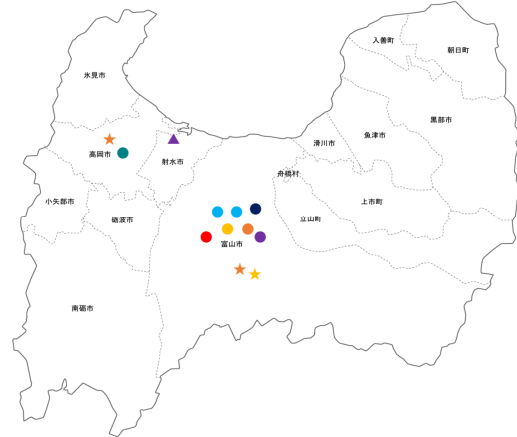 入善町
朝日町
氷見市
黒部市
魚津市
滑川市
高岡市
射水市
舟橋村
小矢部市
上市町
砺波市
立山町
富山市
南砺市